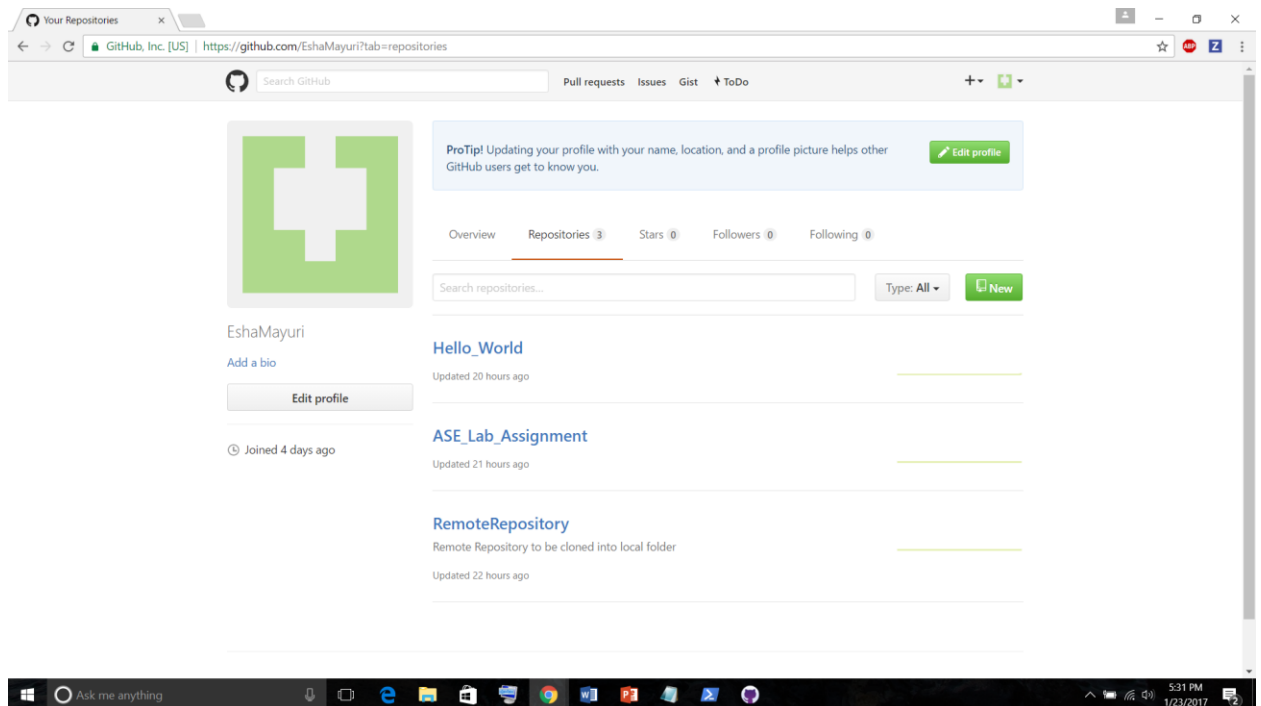 Your Repositories
GitHub, Inc. [US] | https://github.com/EshaMayuri?tab=repositories
ABP
Z
Search GitHub
Pull requests Issues Gist ToDo
ProTip! Updating your profile with your name, location, and a profile picture helps other
GitHub users get to know you.
Edit profile
Overview Repositories 3 Stars 0 Followers 0 Following 0
Search repositories...
Type: All
New
EshaMayuri
Add a bio
Edit profile
Joined 4 days ago
Hello_World
Updated 20 hours ago
ASE_Lab_Assignment
Updated 21 hours ago
RemoteRepository
Remote Repository to be cloned into local folder
Updated 22 hours ago
Ask me anything
5:31 PM
1/23/2017
2